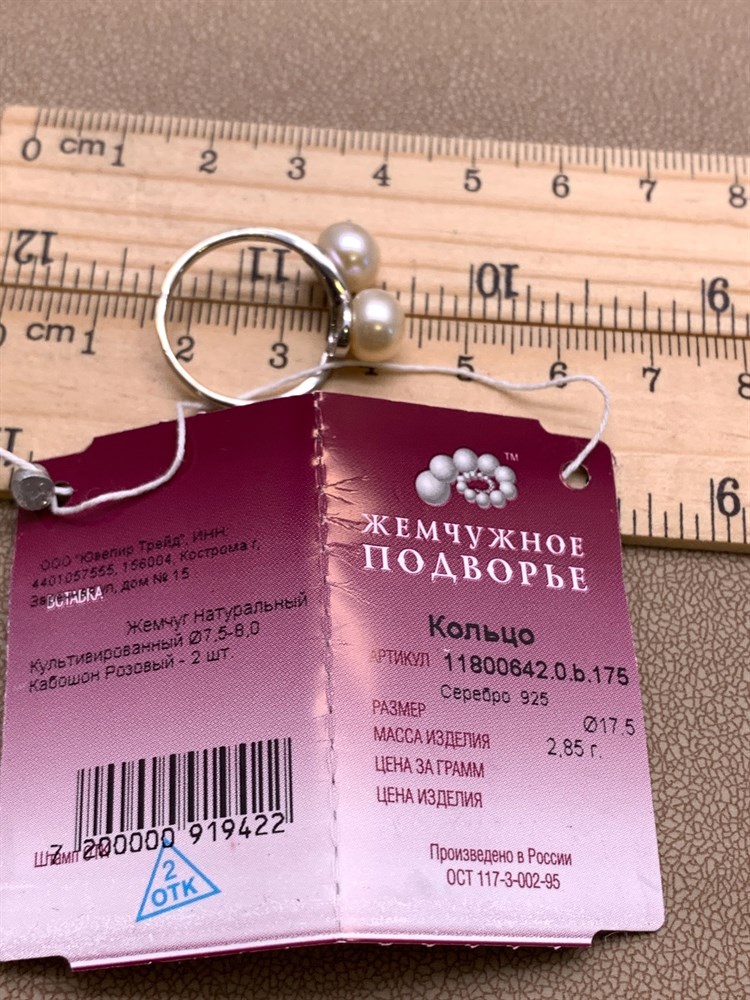 0 cm 1 2 3 4 5 6 7 8
12 11 10 9
cm 1 2 3 5 6 7 8
ООО "Ювелир Трейд", ИНН:
4401057555, 156004, Кострома г,
дом № 15
ВСТАВКА
Жемчуг Натуральный
Культивированный Ø7,5-8,0
Кабошон Розовый - 2 шт.
7 200000 919422
Штамп ОТК
2
ОТК
TM
ЖЕМЧУЖНОЕ
ПОДВОРЬЕ
Кольцо
АРТИКУЛ 11800642.0.b.175
Серебро 925
РАЗМЕР Ø17.5
МАССА ИЗДЕЛИЯ 2,85 г.
ЦЕНА ЗА ГРАММ
ЦЕНА ИЗДЕЛИЯ
Произведено в России
ОСТ 117-3-002-95